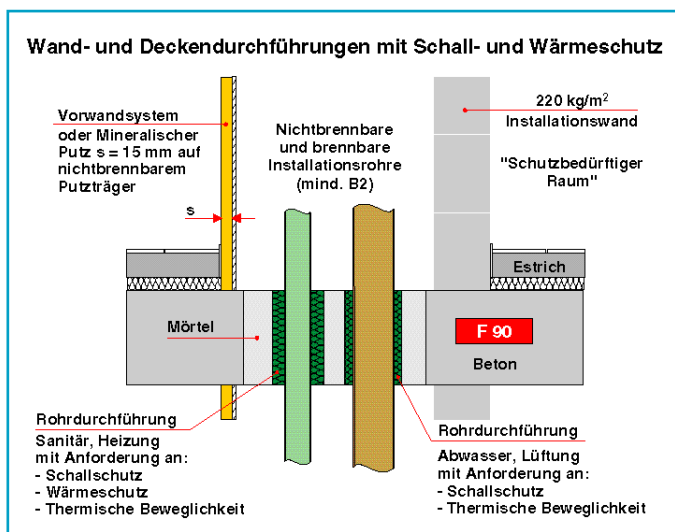 Wand- und Deckendurchführungen mit Schall- und Wärmeschutz
Vorwandsystem
oder Mineralischer
Putz s = 15 mm auf
nichtbrennbarem
Putzträger
s
Nichtbrennbare
und brennbare
Installationsrohre
(mind. B2)
220 kg/m²
Installationswand
"Schutzbedürftiger
Raum"
Estrich
Mörtel
F 90
Beton
Rohrdurchführung
Sanitär, Heizung
mit Anforderung an:
- Schallschutz
- Wärmeschutz
- Thermische Beweglichkeit
Rohrdurchführung
Abwasser, Lüftung
mit Anforderung an:
- Schallschutz
- Thermische Beweglichkeit